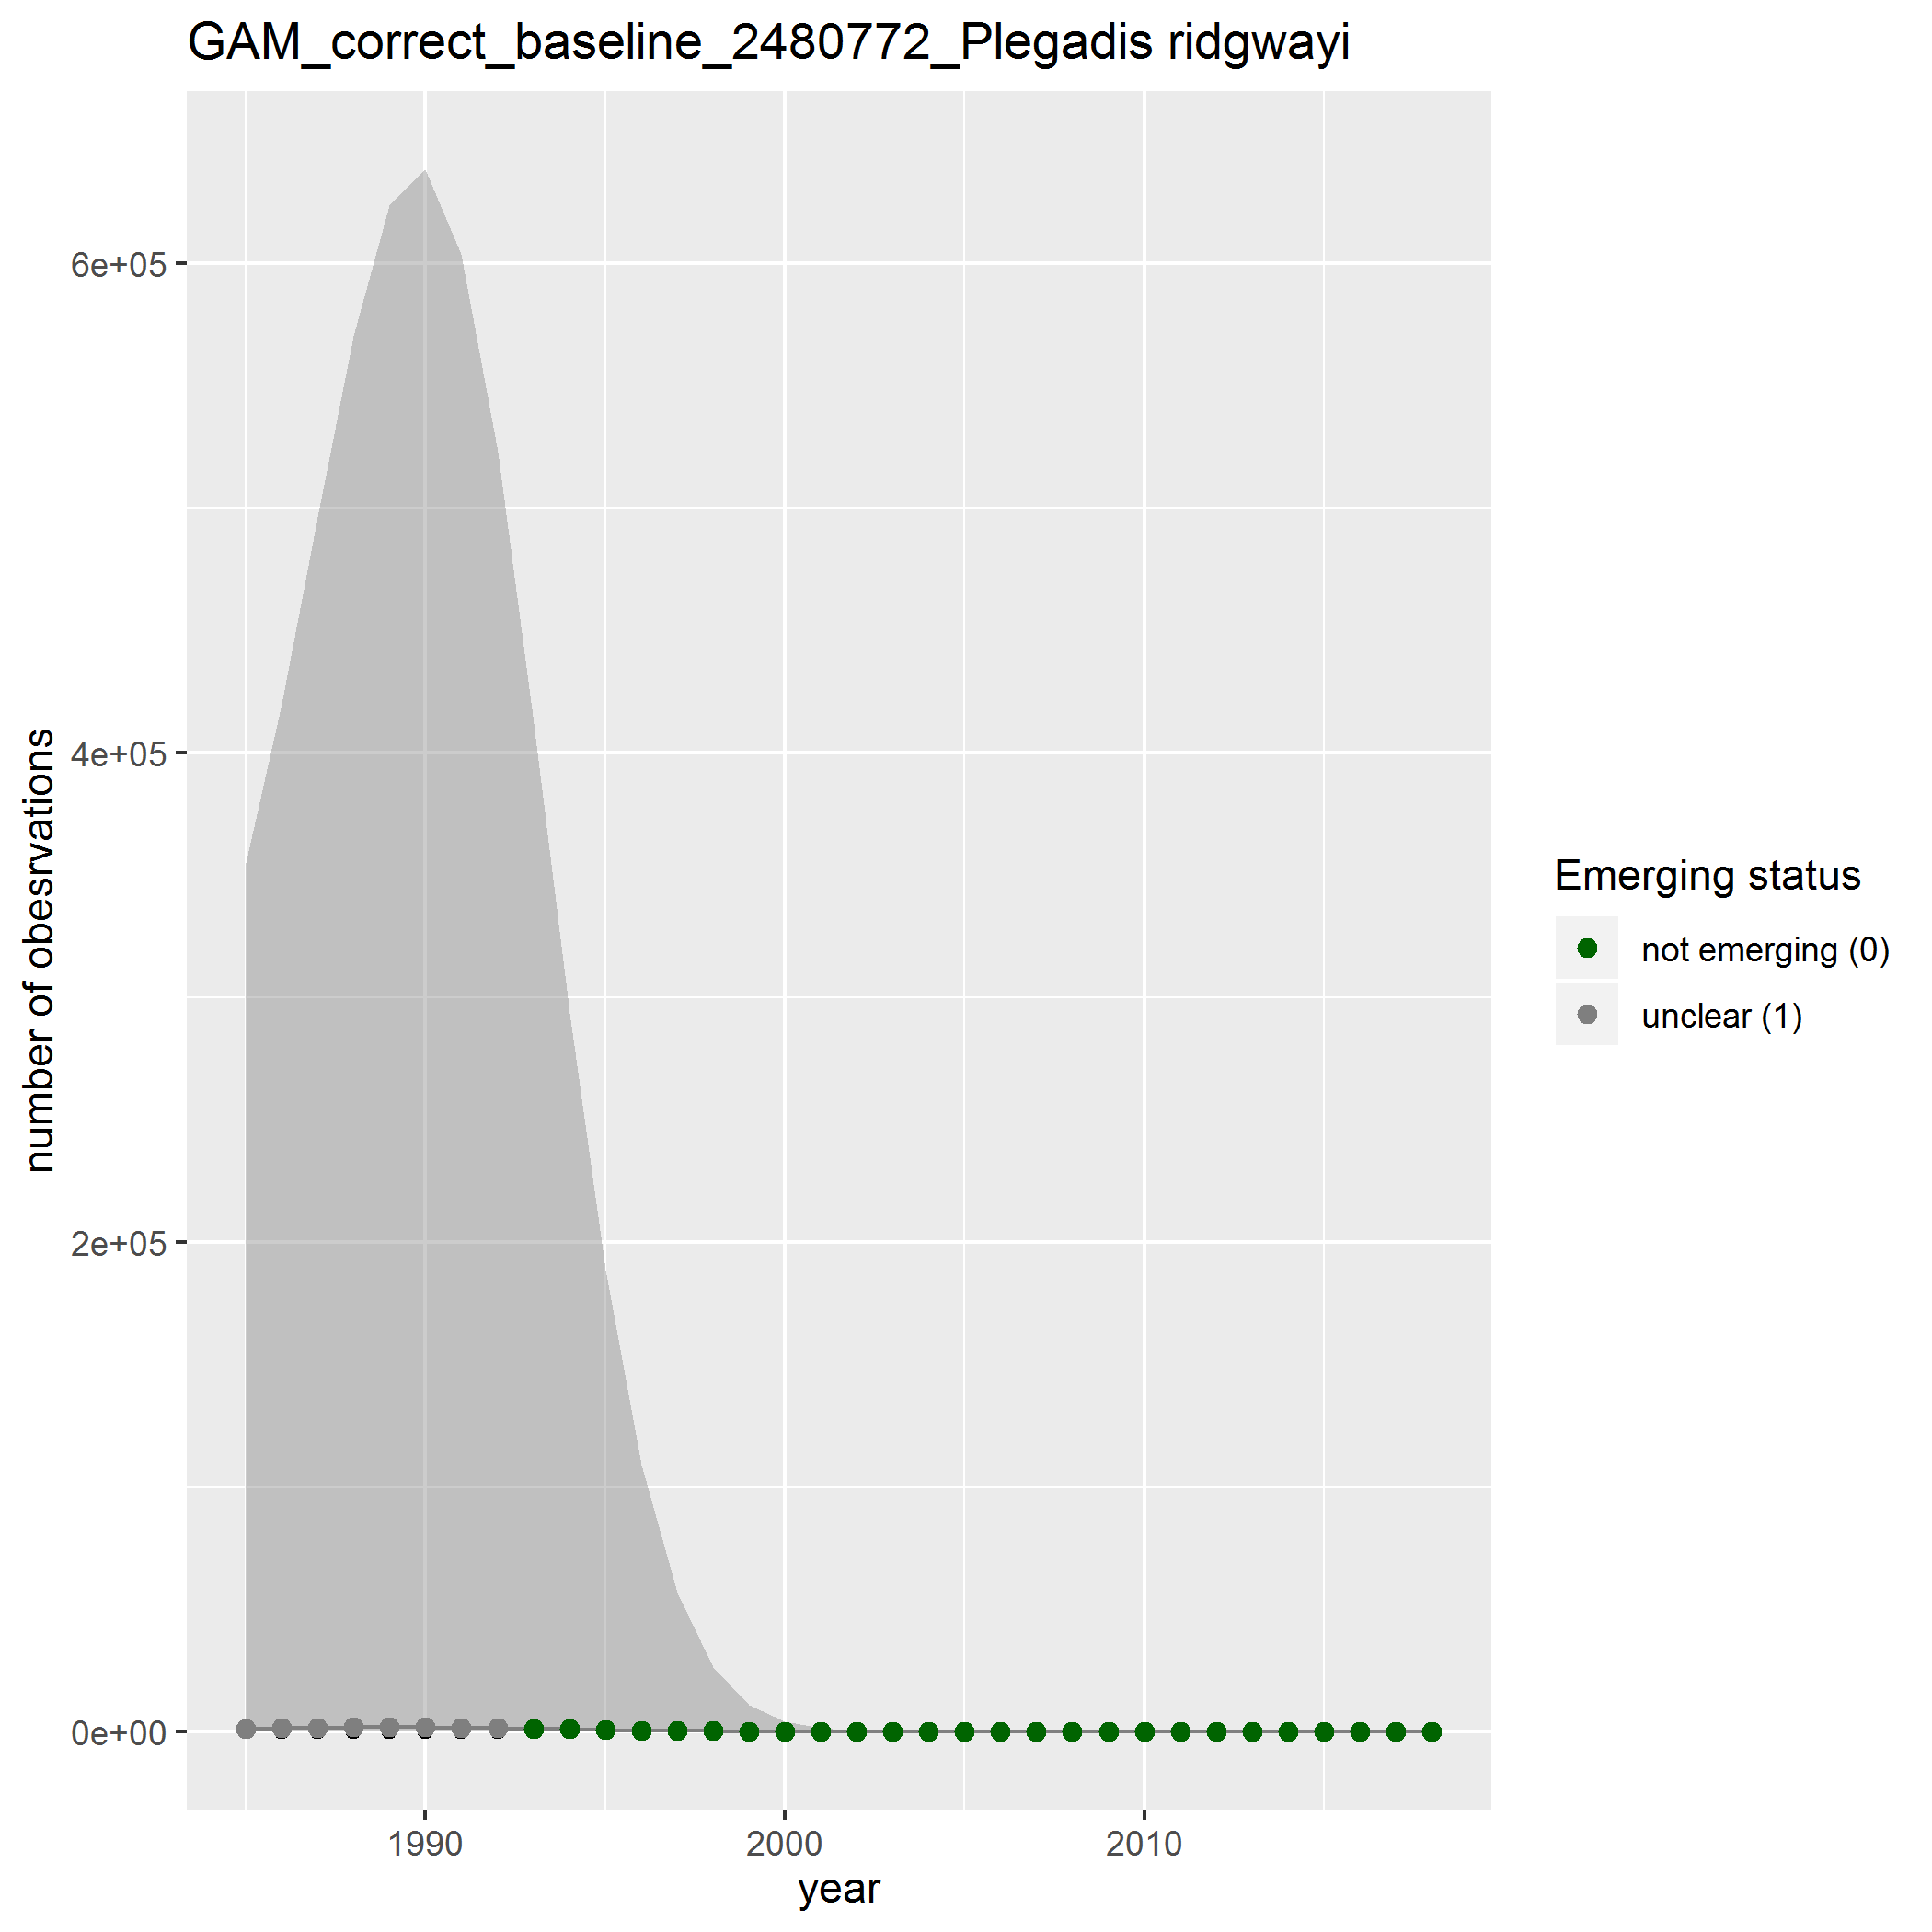 GAM_correct_baseline_2480772_Plegadis ridgwayi
6e+05
4e+05
2e+05
0e+00
number of obesrvations
1990
2000
2010
year
Emerging status
not emerging (0)
unclear (1)